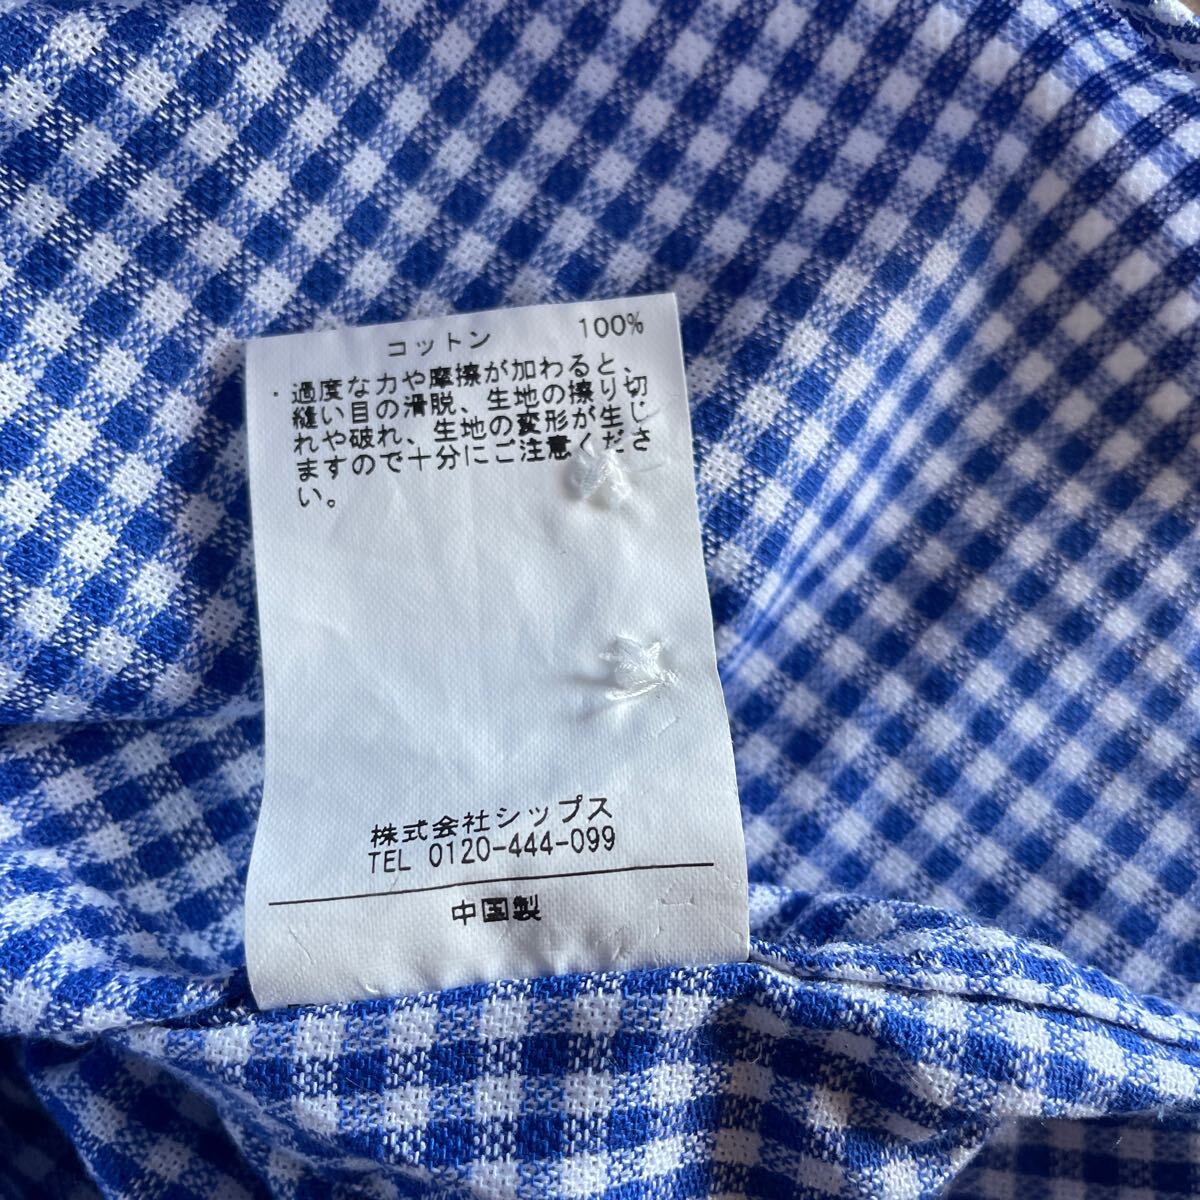 コットン 100%
・過度な力や摩擦が加わると、
縫い目の滑脱、生地の擦り切
れや破れ、生地の変形が生じ
ますので十分にご注意くださ
い。
株式会社シップス
TEL 0120-444-099
中国製